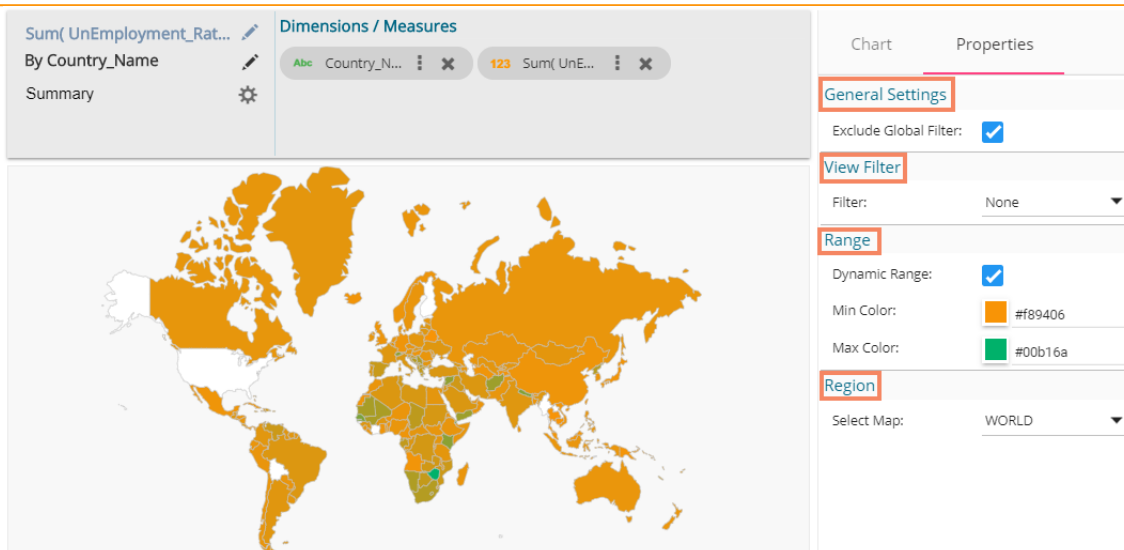 Sum( UnEmployment_Rat...
By Country_Name
Summary
Dimensions / Measures
Abc Country_N...
123 Sum( UnE...
Chart Properties
General Settings
Exclude Global Filter:
View Filter
Filter: None
Range
Dynamic Range:
Min Color: #f89406
Max Color: #00b16a
Region
Select Map: WORLD